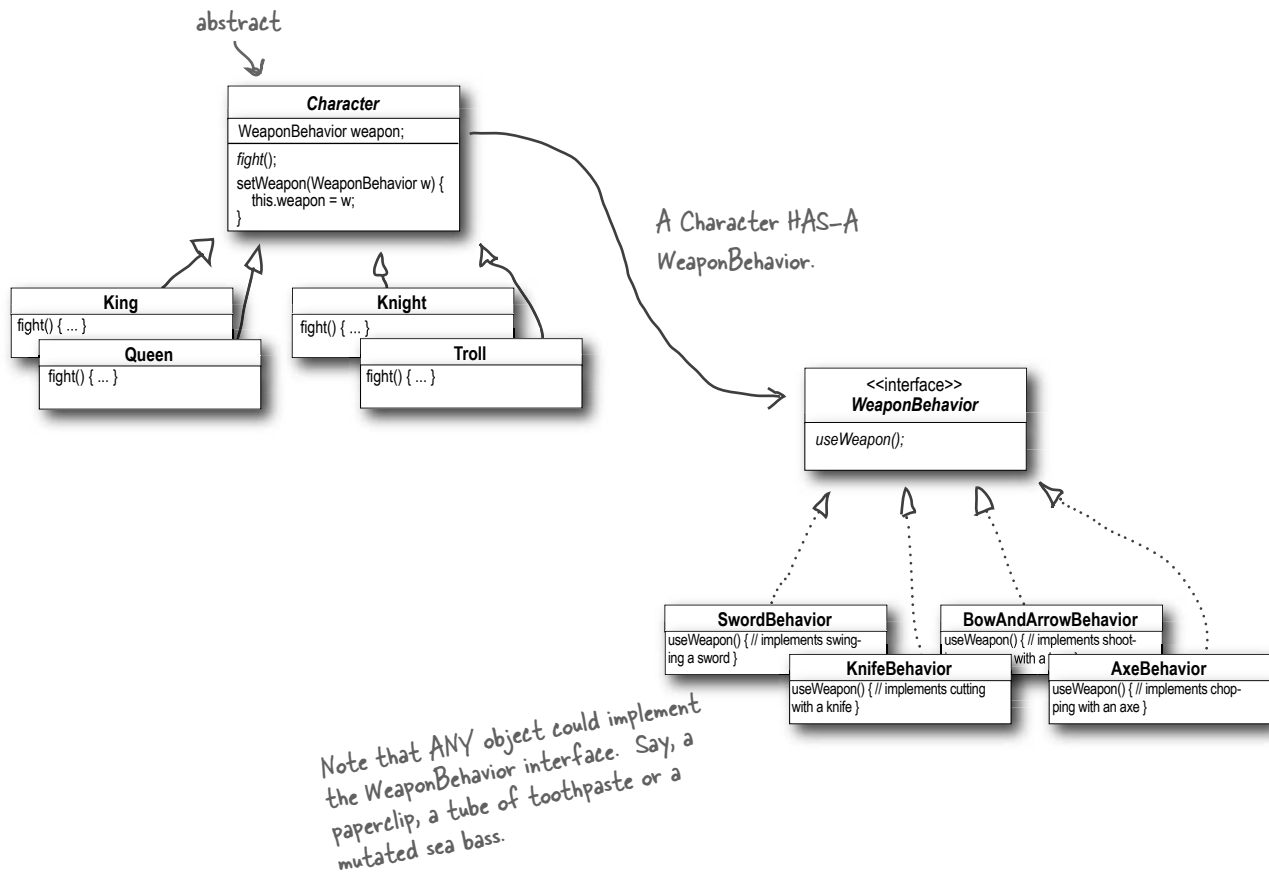 abstract
Character
WeaponBehavior weapon;
fight();
setWeapon(WeaponBehavior w) {
this.weapon = w;
}
A Character HAS-A
WeaponBehavior.
King
fight() { ... }
Queen
fight() { ... }
Knight
fight() { ... }
Troll
fight() { ... }
<<interface>>
WeaponBehavior
useWeapon();
SwordBehavior
useWeapon() { // implements swing-
ing a sword }
KnifeBehavior
useWeapon() { // implements cutting
with a knife }
BowAndArrowBehavior
useWeapon() { // implements shoot-
with a
AxeBehavior
useWeapon() { // implements chop-
ping with an axe }
Note that ANY object could implement
the WeaponBehavior interface. Say, a
paperclip, a tube of toothpaste or a
mutated sea bass.